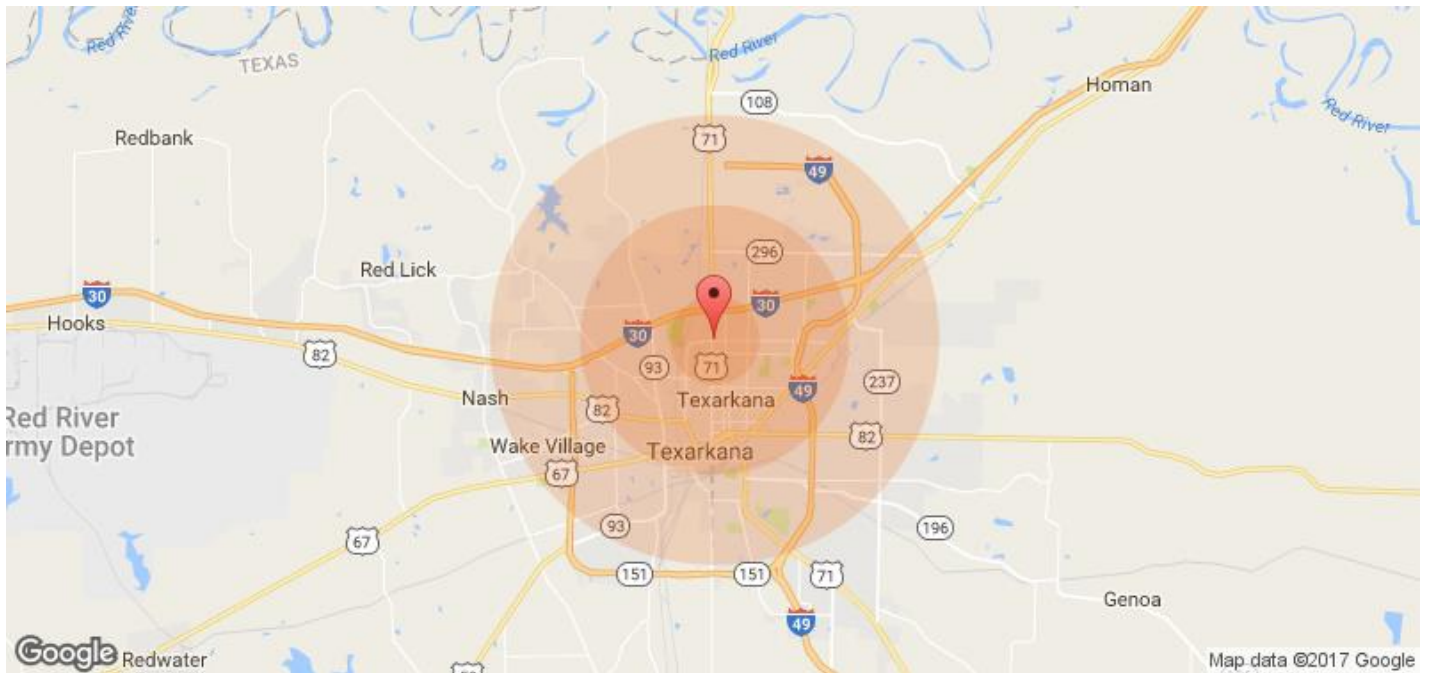 Red River
Red River
TEXAS
Homan
108
Red River
Redbank
71
49
296
Red Lick
30
30
Hooks
30
82
93
71
237
49
Nash
82
Texarkana
Red River
rmy Depot
82
Wake Village
Texarkana
67
93
196
67
151
151
71
Genoa
49
Google
Redwater
Map data ©2017 Google